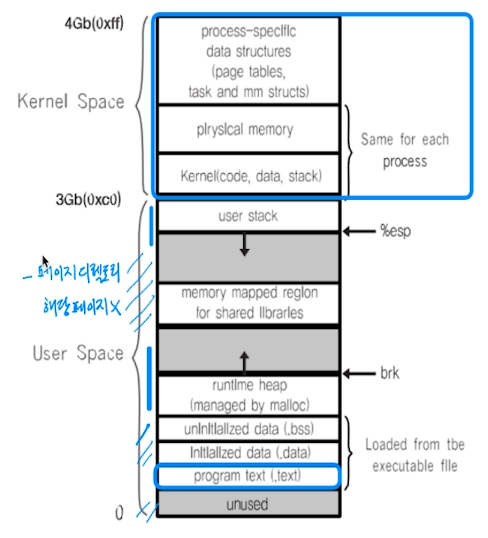 4Gb(0xff)
process-specific
data structures
(page tables,
task and mm structs)
Kernel Space
plrysical memory
Same for each
process
Kernel(code, data, stack)
3Gb(0xc0)
user stack
%esp
페이지디렉토리
해당페이지X
memory mapped region
for shared libraries
User Space
brk
runtime heap
(managed by malloc)
uninitialized data (.bss)
Initialized data (.data)
Loaded from tbe
executable file
program text (.text)
unused
0